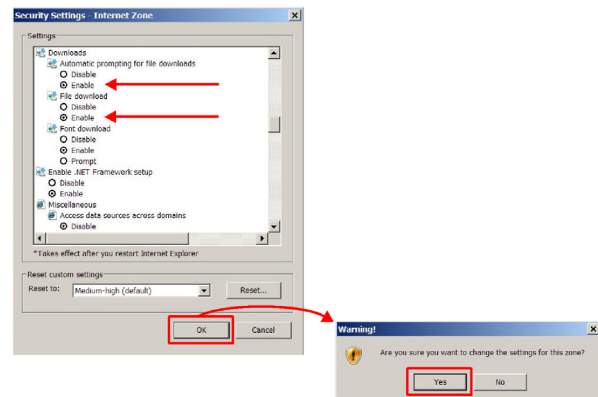 Security Settings - Internet Zone
Settings
Downloads
Automatic prompting for file downloads
Disable
Enable
File download
Disable
Enable
Font download
Disable
Enable
Prompt
Enable .NET Framework setup
Disable
Enable
Miscellaneous
Access data sources across domains
Disable
*Takes effect after you restart Internet Explorer
Reset custom settings
Reset to: Medium-high (default) Reset...
OK Cancel
Warning!
Are you sure you want to change the settings for this zone?
Yes No